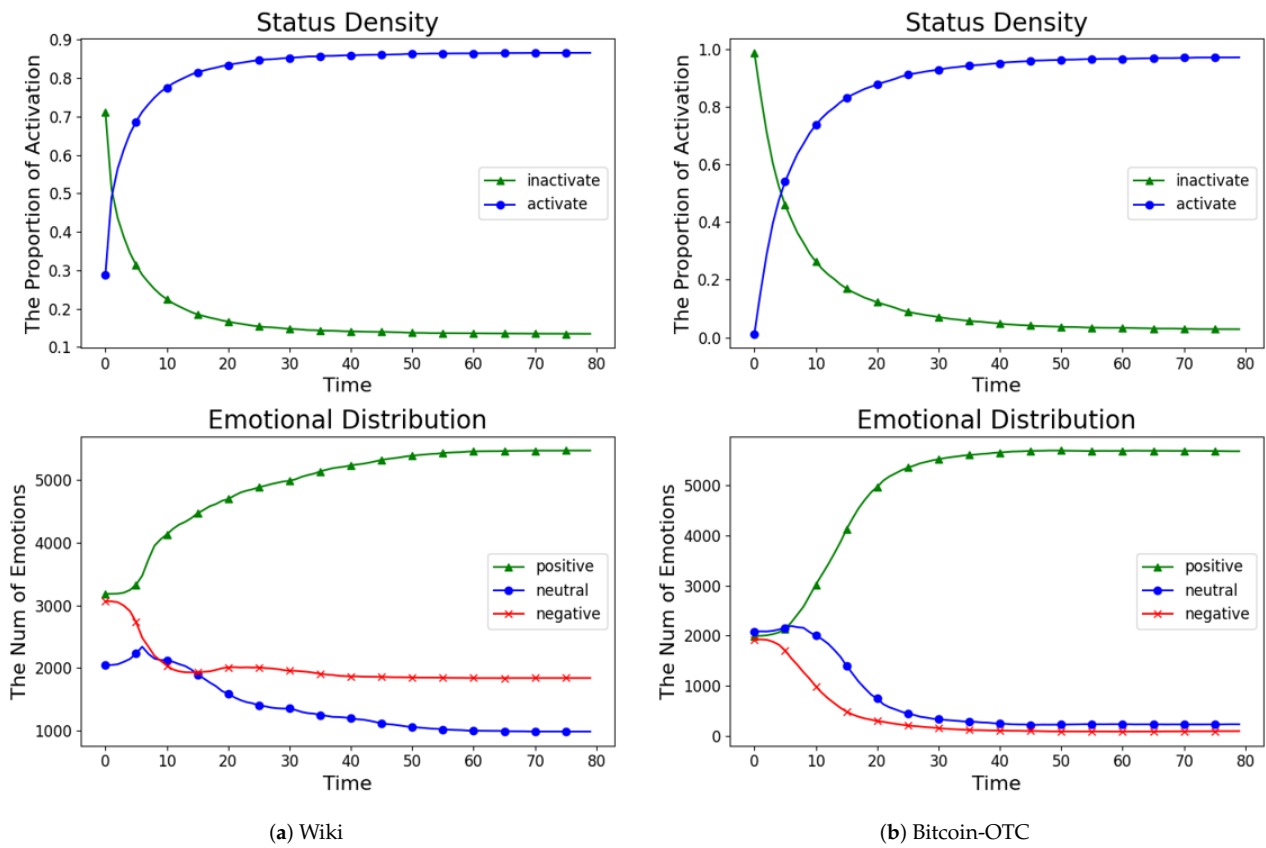 Status Density
The Proportion of Activation
0.9
0.8
0.7
0.6
0.5
0.4
0.3
0.2
0.1
inactivate
activate
0 10 20 30 40 50 60 70 80
Time
Status Density
The Proportion of Activation
1.0
0.8
0.6
0.4
0.2
0.0
inactivate
activate
0 10 20 30 40 50 60 70 80
Time
Emotional Distribution
The Num of Emotions
5000
4000
3000
2000
1000
positive
neutral
negative
0 10 20 30 40 50 60 70 80
Time
Emotional Distribution
The Num of Emotions
5000
4000
3000
2000
1000
0
positive
neutral
negative
0 10 20 30 40 50 60 70 80
Time
(a) Wiki
(b) Bitcoin-OTC